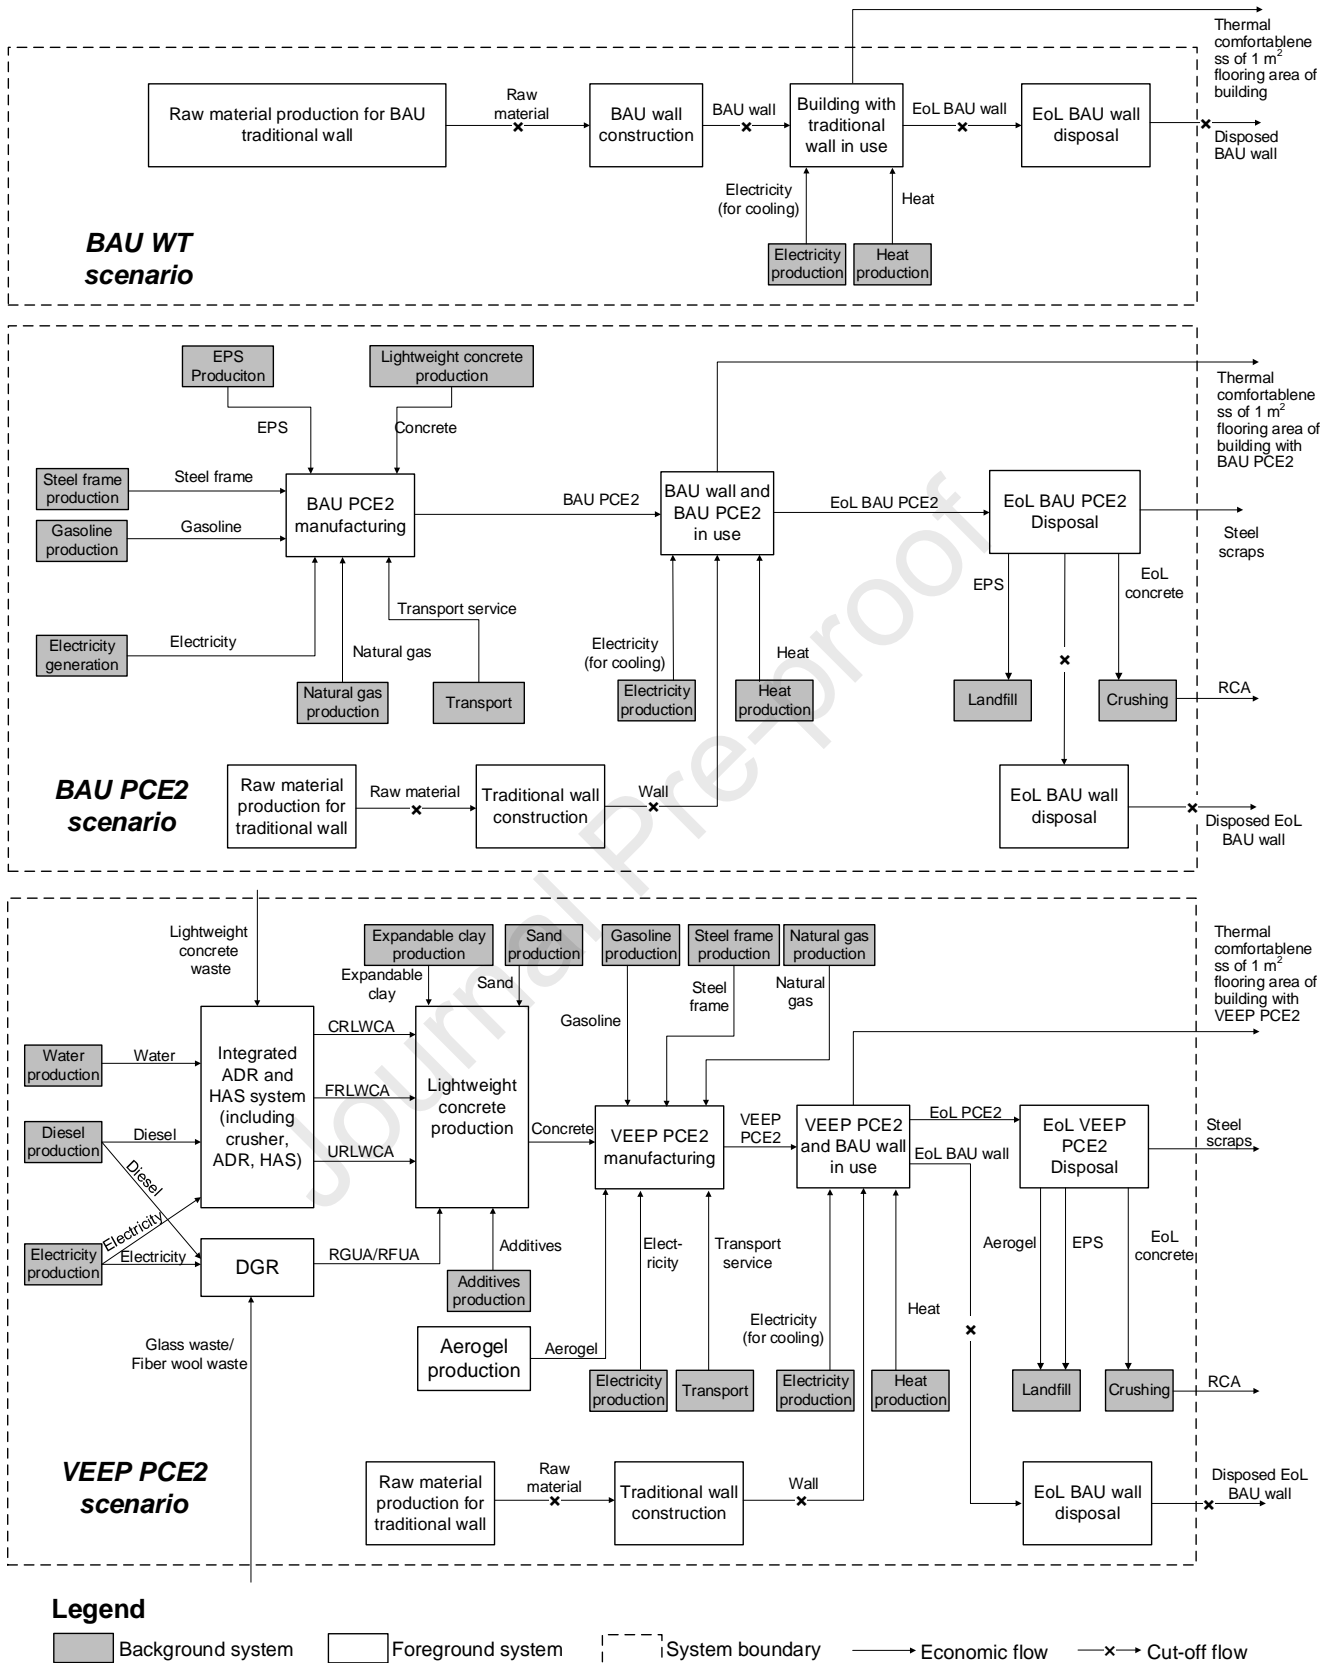 Thermal
comfortablene
ss of 1 m²
flooring area of
building
Raw material production for BAU
traditional wall
Raw
material
BAU wall
construction
BAU wall
Building with
traditional
wall in use
EoL BAU wall
EoL BAU wall
disposal
Disposed
BAU wall
Electricity
(for cooling)
Heat
Electricity
production
Heat
production
BAU WT
scenario
EPS
Produciton
Lightweight concrete
production
EPS
Concrete
Thermal
comfortablene
ss of 1 m²
flooring area of
building with
BAU PCE2
Steel frame
production
Steel frame
Gasoline
production
Gasoline
BAU PCE2
manufacturing
BAU PCE2
BAU wall and
BAU PCE2
in use
EoL BAU PCE2
EoL BAU PCE2
Disposal
Steel
scraps
EPS
EoL
concrete
Electricity
generation
Electricity
Natural gas
Transport service
Natural gas
production
Transport
Electricity
(for cooling)
Heat
Electricity
production
Heat
production
Landfill
Crushing
RCA
BAU PCE2
scenario
Raw material
production for
traditional wall
Raw material
Traditional wall
construction
Wall
EoL BAU wall
disposal
Disposed EoL
BAU wall
Journal Pre-proof
Lightweight
concrete
waste
Expandable clay
production
Sand
production
Gasoline
production
Steel frame
production
Natural gas
production
Expandable
clay
Sand
Gasoline
Steel
frame
Natural
gas
Thermal
comfortablene
ss of 1 m²
flooring area of
building with
VEEP PCE2
Water
production
Water
Diesel
production
Diesel
Diesel
Electricity
production
Electricity
Electricity
Integrated
ADR and
HAS system
(including
crusher,
ADR, HAS)
CRLWCA
FRLWCA
URLWCA
Lightweight
concrete
production
Concrete
VEEP PCE2
manufacturing
VEEP
PCE2
VEEP PCE2
and BAU wall
in use
EoL PCE2
EoL BAU wall
EoL VEEP
PCE2
Disposal
Steel
scraps
DGR
RGUA/RFUA
Additives
Additives
production
Elect-
ricity
Transport
service
Aerogel
EPS
EoL
concrete
Glass waste/
Fiber wool waste
Aerogel
production
Aerogel
Electricity
(for cooling)
Heat
Electricity
production
Transport
Electricity
production
Heat
production
Landfill
Crushing
RCA
VEEP PCE2
scenario
Raw material
production for
traditional wall
Raw
material
Traditional wall
construction
Wall
EoL BAU wall
disposal
Disposed EoL
BAU wall
Legend
Background system
Foreground system
System boundary
Economic flow
Cut-off flow